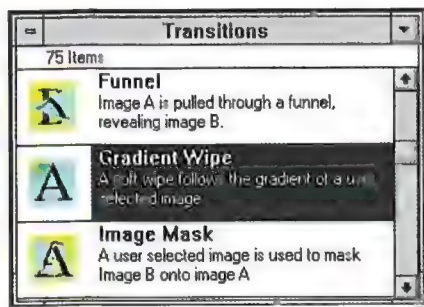 Transitions
75 Items
Funnel
Image A is pulled through a funnel,
revealing image B.
Gradient Wipe
A soft wipe follows the gradient of a user
selected image
Image Mask
A user selected image is used to mask
Image B onto image A
A